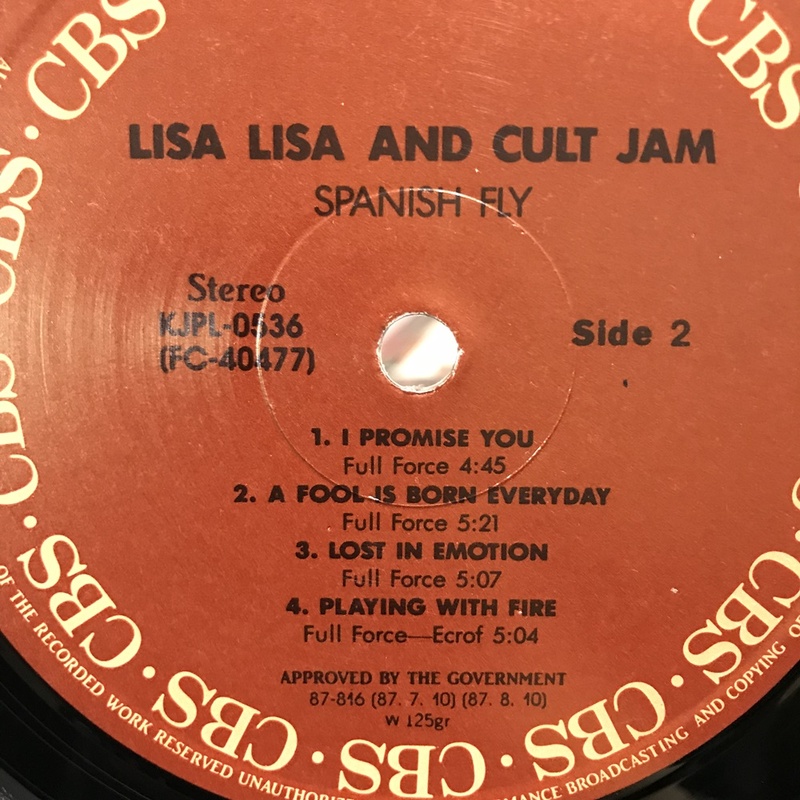 LISA LISA AND CULT JAM
SPANISH FLY
Stereo
KJPL-0536
(FC-40477)
Side 2
1. I PROMISE YOU
Full Force 4:45
2. A FOOL IS BORN EVERYDAY
Full Force 5:21
3. LOST IN EMOTION
Full Force 5:07
4. PLAYING WITH FIRE
Full Force—Ecrof 5:04
APPROVED BY THE GOVERNMENT
87-816 (87. 7. 10) (87. 8. 10)
W 125gr
CBS · CBS · CBS · CBS · CBS · CBS · CBS · CBS · CBS · CBS
OF THE RECORDED WORK RESERVED UNAUTHORIZ
BROADCASTING AND COPYING OF